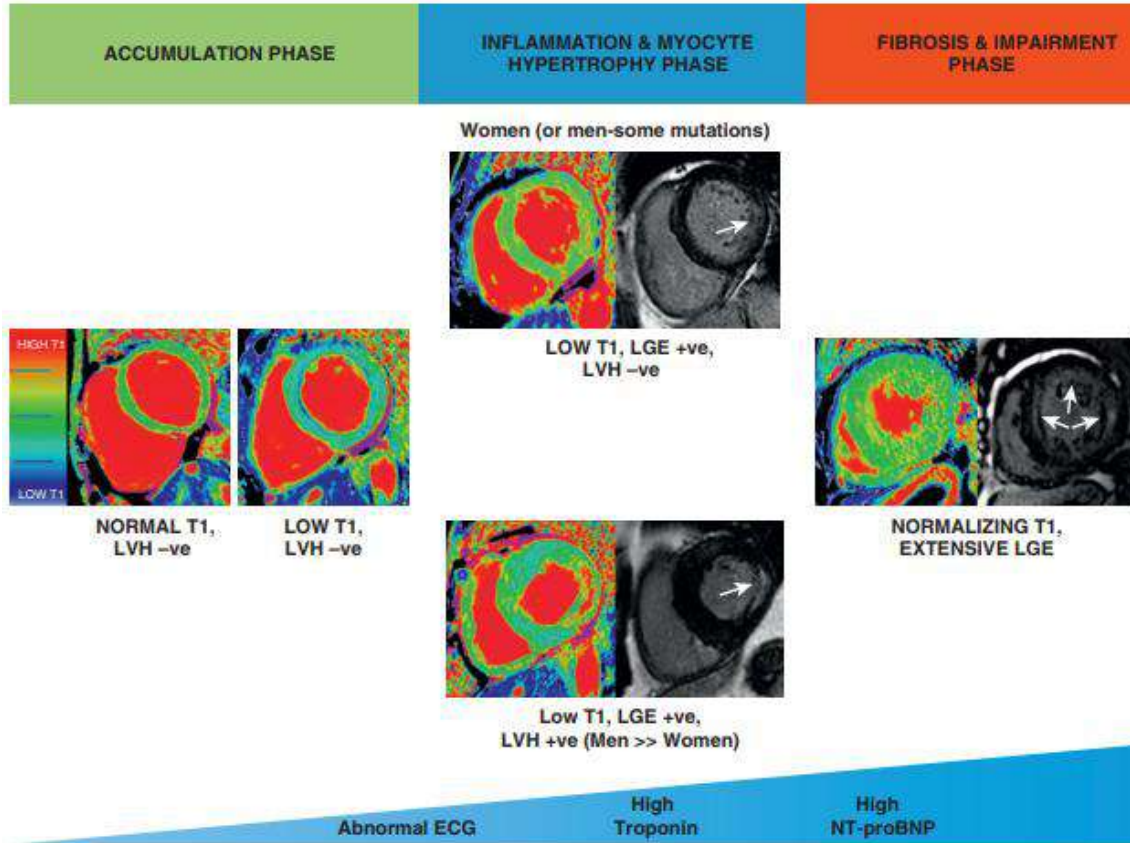 ACCUMULATION PHASE
INFLAMMATION & MYOCYTE
HYPERTROPHY PHASE
FIBROSIS & IMPAIRMENT
PHASE
Women (or men-some mutations)
LOW T1, LGE +ve,
LVH –ve
HIGH T1
LOW T1
NORMAL T1,
LVH –ve
LOW T1,
LVH –ve
NORMALIZING T1,
EXTENSIVE LGE
Low T1, LGE +ve,
LVH +ve (Men >> Women)
Abnormal ECG
High
Troponin
High
NT-proBNP